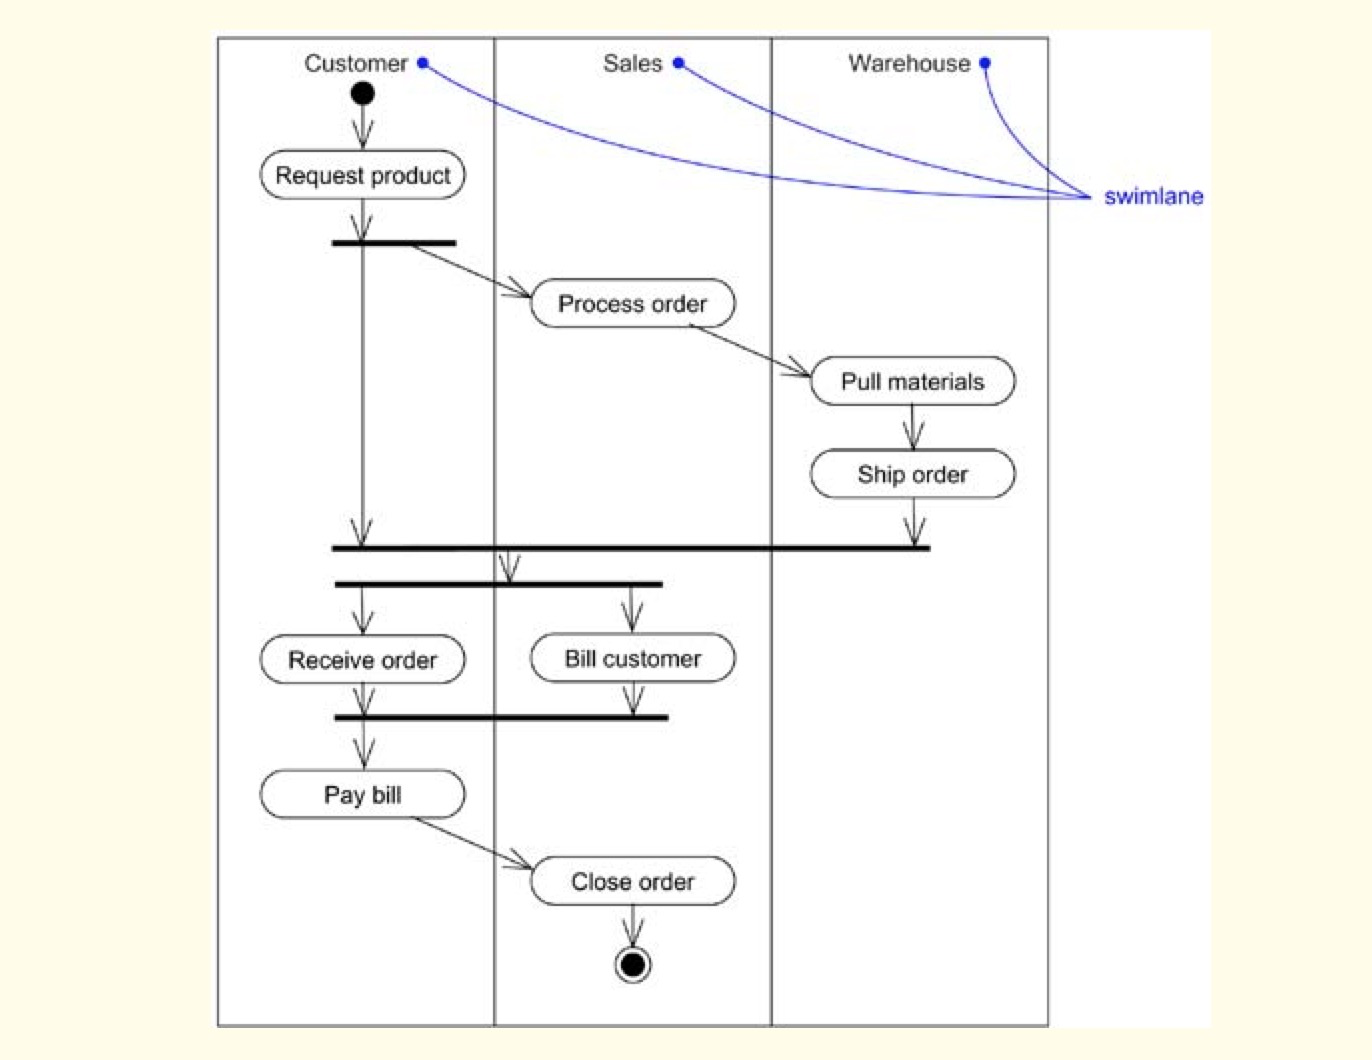 Customer
Sales
Warehouse
Request product
swimlane
Process order
Pull materials
Ship order
Receive order
Bill customer
Pay bill
Close order